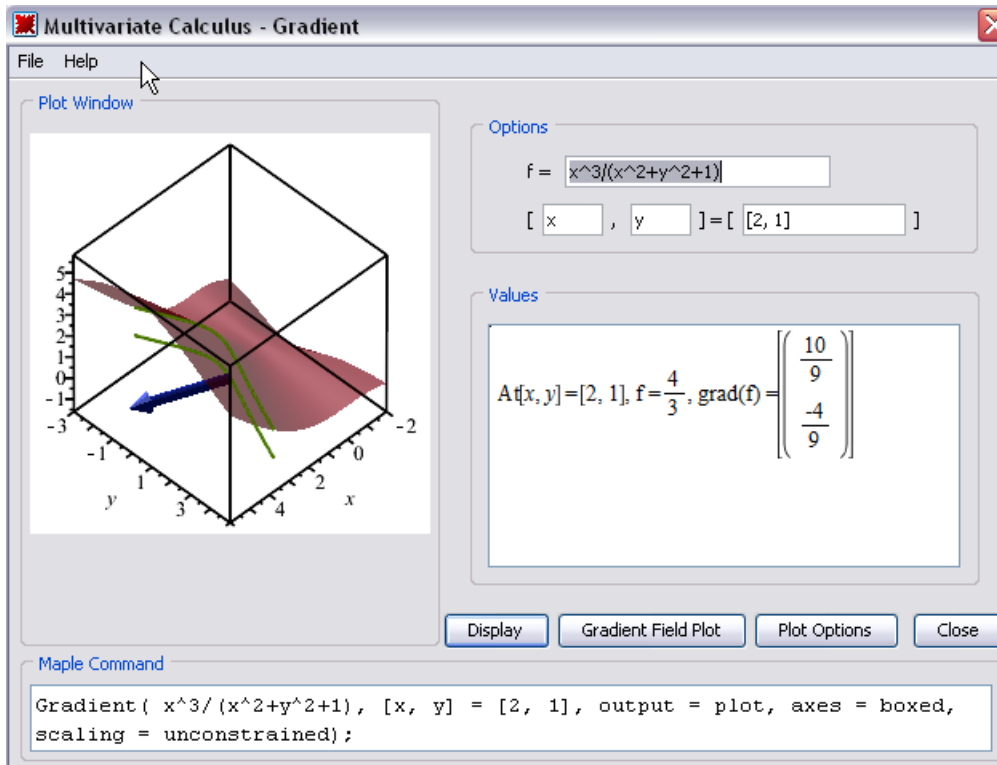 Multivariate Calculus - Gradient
File Help
Plot Window
5
4
3
2
1
0
-1
-3
-1
1
3
y
4
2
0
-2
x
Options
f = x^3/(x^2+y^2+1)
[ x , y ] = [ [2, 1] ]
Values
At[x, y]=[2, 1], f=4/3, grad(f)=[(10/9 -4/9)]
Display Gradient Field Plot Plot Options Close
Maple Command
Gradient( x^3/(x^2+y^2+1), [x, y] = [2, 1], output = plot, axes = boxed,
scaling = unconstrained);